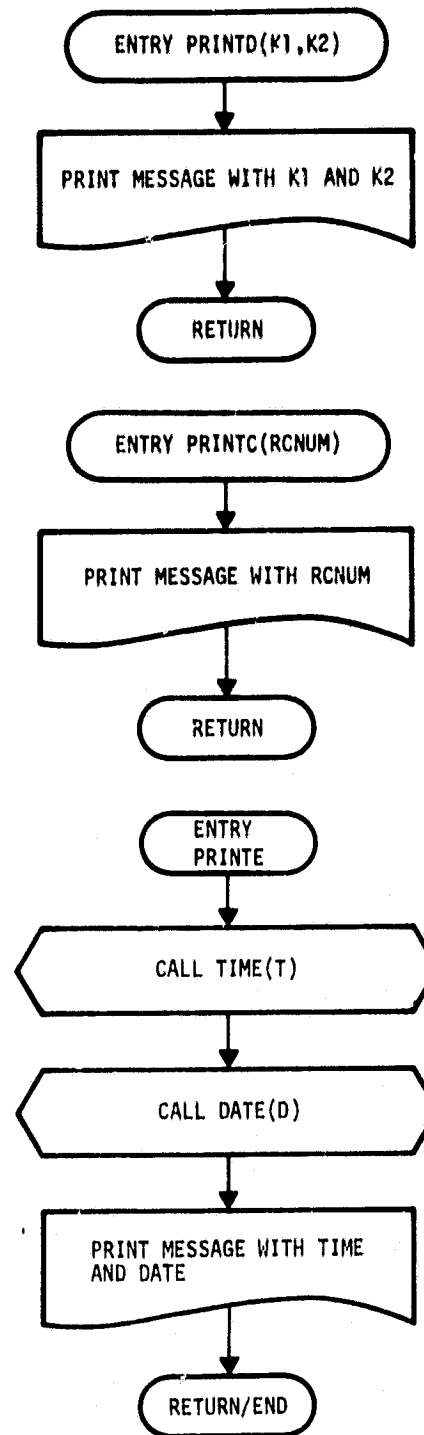 ENTRY PRINTD(K1,K2)
PRINT MESSAGE WITH K1 AND K2
RETURN
ENTRY PRINTC(RCNUM)
PRINT MESSAGE WITH RCNUM
RETURN
ENTRY
PRINTE
CALL TIME(T)
CALL DATE(D)
PRINT MESSAGE WITH TIME
AND DATE
RETURN/END